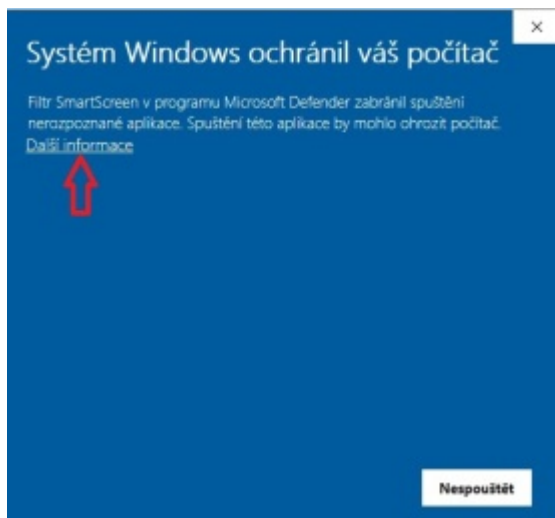 Systém Windows ochránil váš počítač
Filtr SmartScreen v programu Microsoft Defender zabránil spuštění
nerozpoznané aplikace. Spuštění této aplikace by mohlo ohrozit počítač.
Další informace
Nespouštět